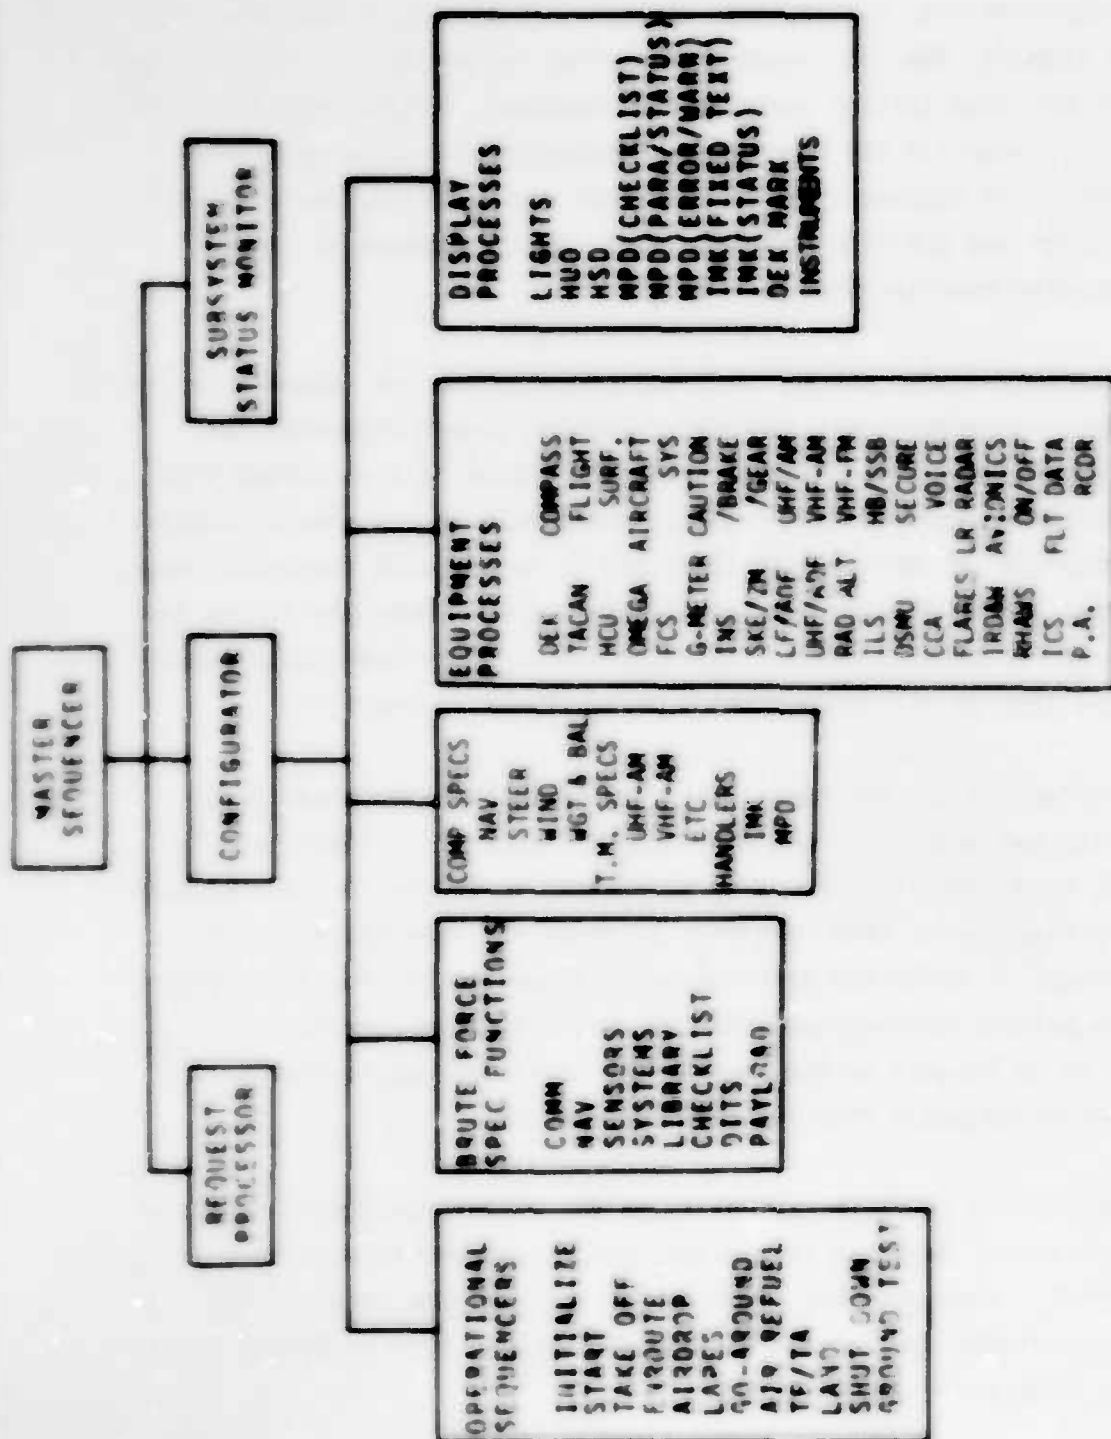 MASTER
SEQUENCER
REQUEST
PROCESSOR
CONFIGURATOR
SUBSYSTEM
STATUS MONITOR
OPERATIONAL
SEQUENCERS
INITIALIZE
START
TAKE OFF
ENROUTE
AIRDROP
LAPES
GO-AROUND
AIR REFUEL
TF/TA
LAND
SHUT DOWN
GROUND TEST
BRUTE FORCE
SPEC FUNCTIONS
COMM
NAV
SENSORS
SYSTEMS
LIBRARY
CHECKLIST
DITS
PAYLOAD
COMP SPECS
NAV
STEER
WIND
WGT & BAL
T.M. SPECS
UHF-AM
VHF-AM
ETC
HANDLERS
IMK
MPD
EQUIPMENT
PROCESSES
DEK COMPASS
TACAN FLIGHT
MCU SURF.
OMEGA AIRCRAFT
FCS SYS
G-METER CAUTION
INS /BRAKE
SKE/ZM /GEAR
LF/ADF UHF/AM
UHF/ADF VHF-AM
RAD ALT VHF-FM
ILS HB/SSB
DSMU SECURE
CCA VOICE
FLARES LR RADAR
IRDAN AVIONICS
RHAWS ON/OFF
ICS FLT DATA
P.A. RCDR
DISPLAY
PROCESSES
LIGHTS
HUD
HSD
MPD(CHECKLIST)
MPD(PARA/STATUS)
MPD(ERROR/WARN)
IMK(FIXED TEXT)
IMK(STATUS)
DEK MARK
INSTRUMENTS